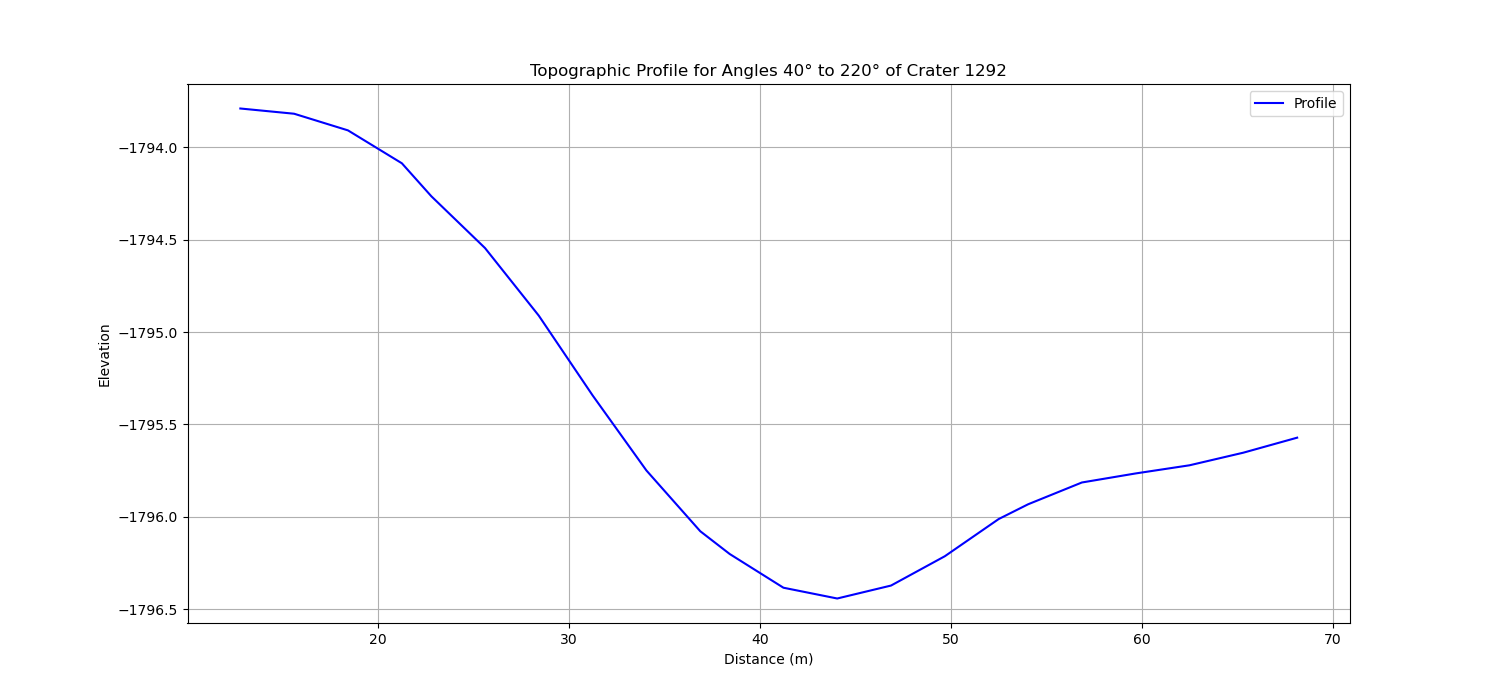 Topographic Profile for Angles 40° to 220° of Crater 1292
Profile
−1794.0
−1794.5
−1795.0
−1795.5
−1796.0
−1796.5
Elevation
20 30 40 50 60 70
Distance (m)